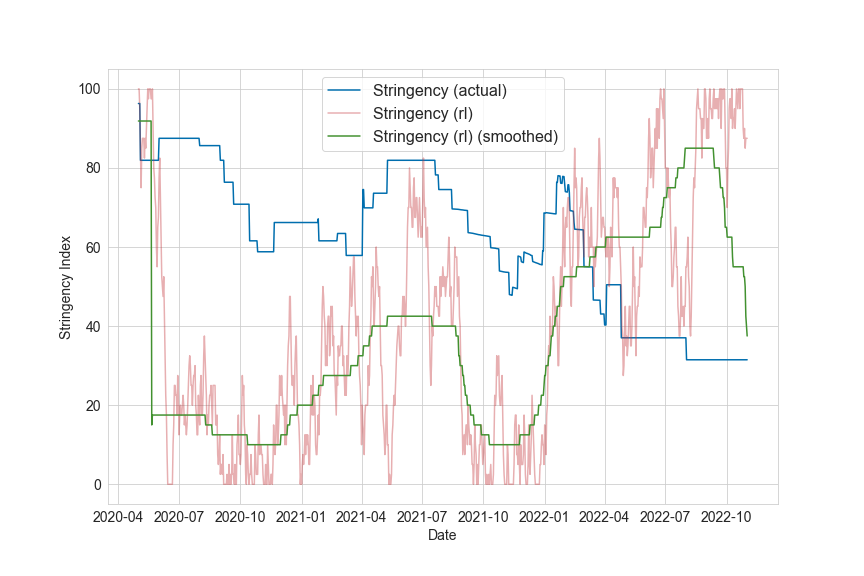 Stringency (actual)
Stringency (rl)
Stringency (rl) (smoothed)
100
80
60
40
20
0
Stringency Index
2020-04 2020-07 2020-10 2021-01 2021-04 2021-07 2021-10 2022-01 2022-04 2022-07 2022-10
Date